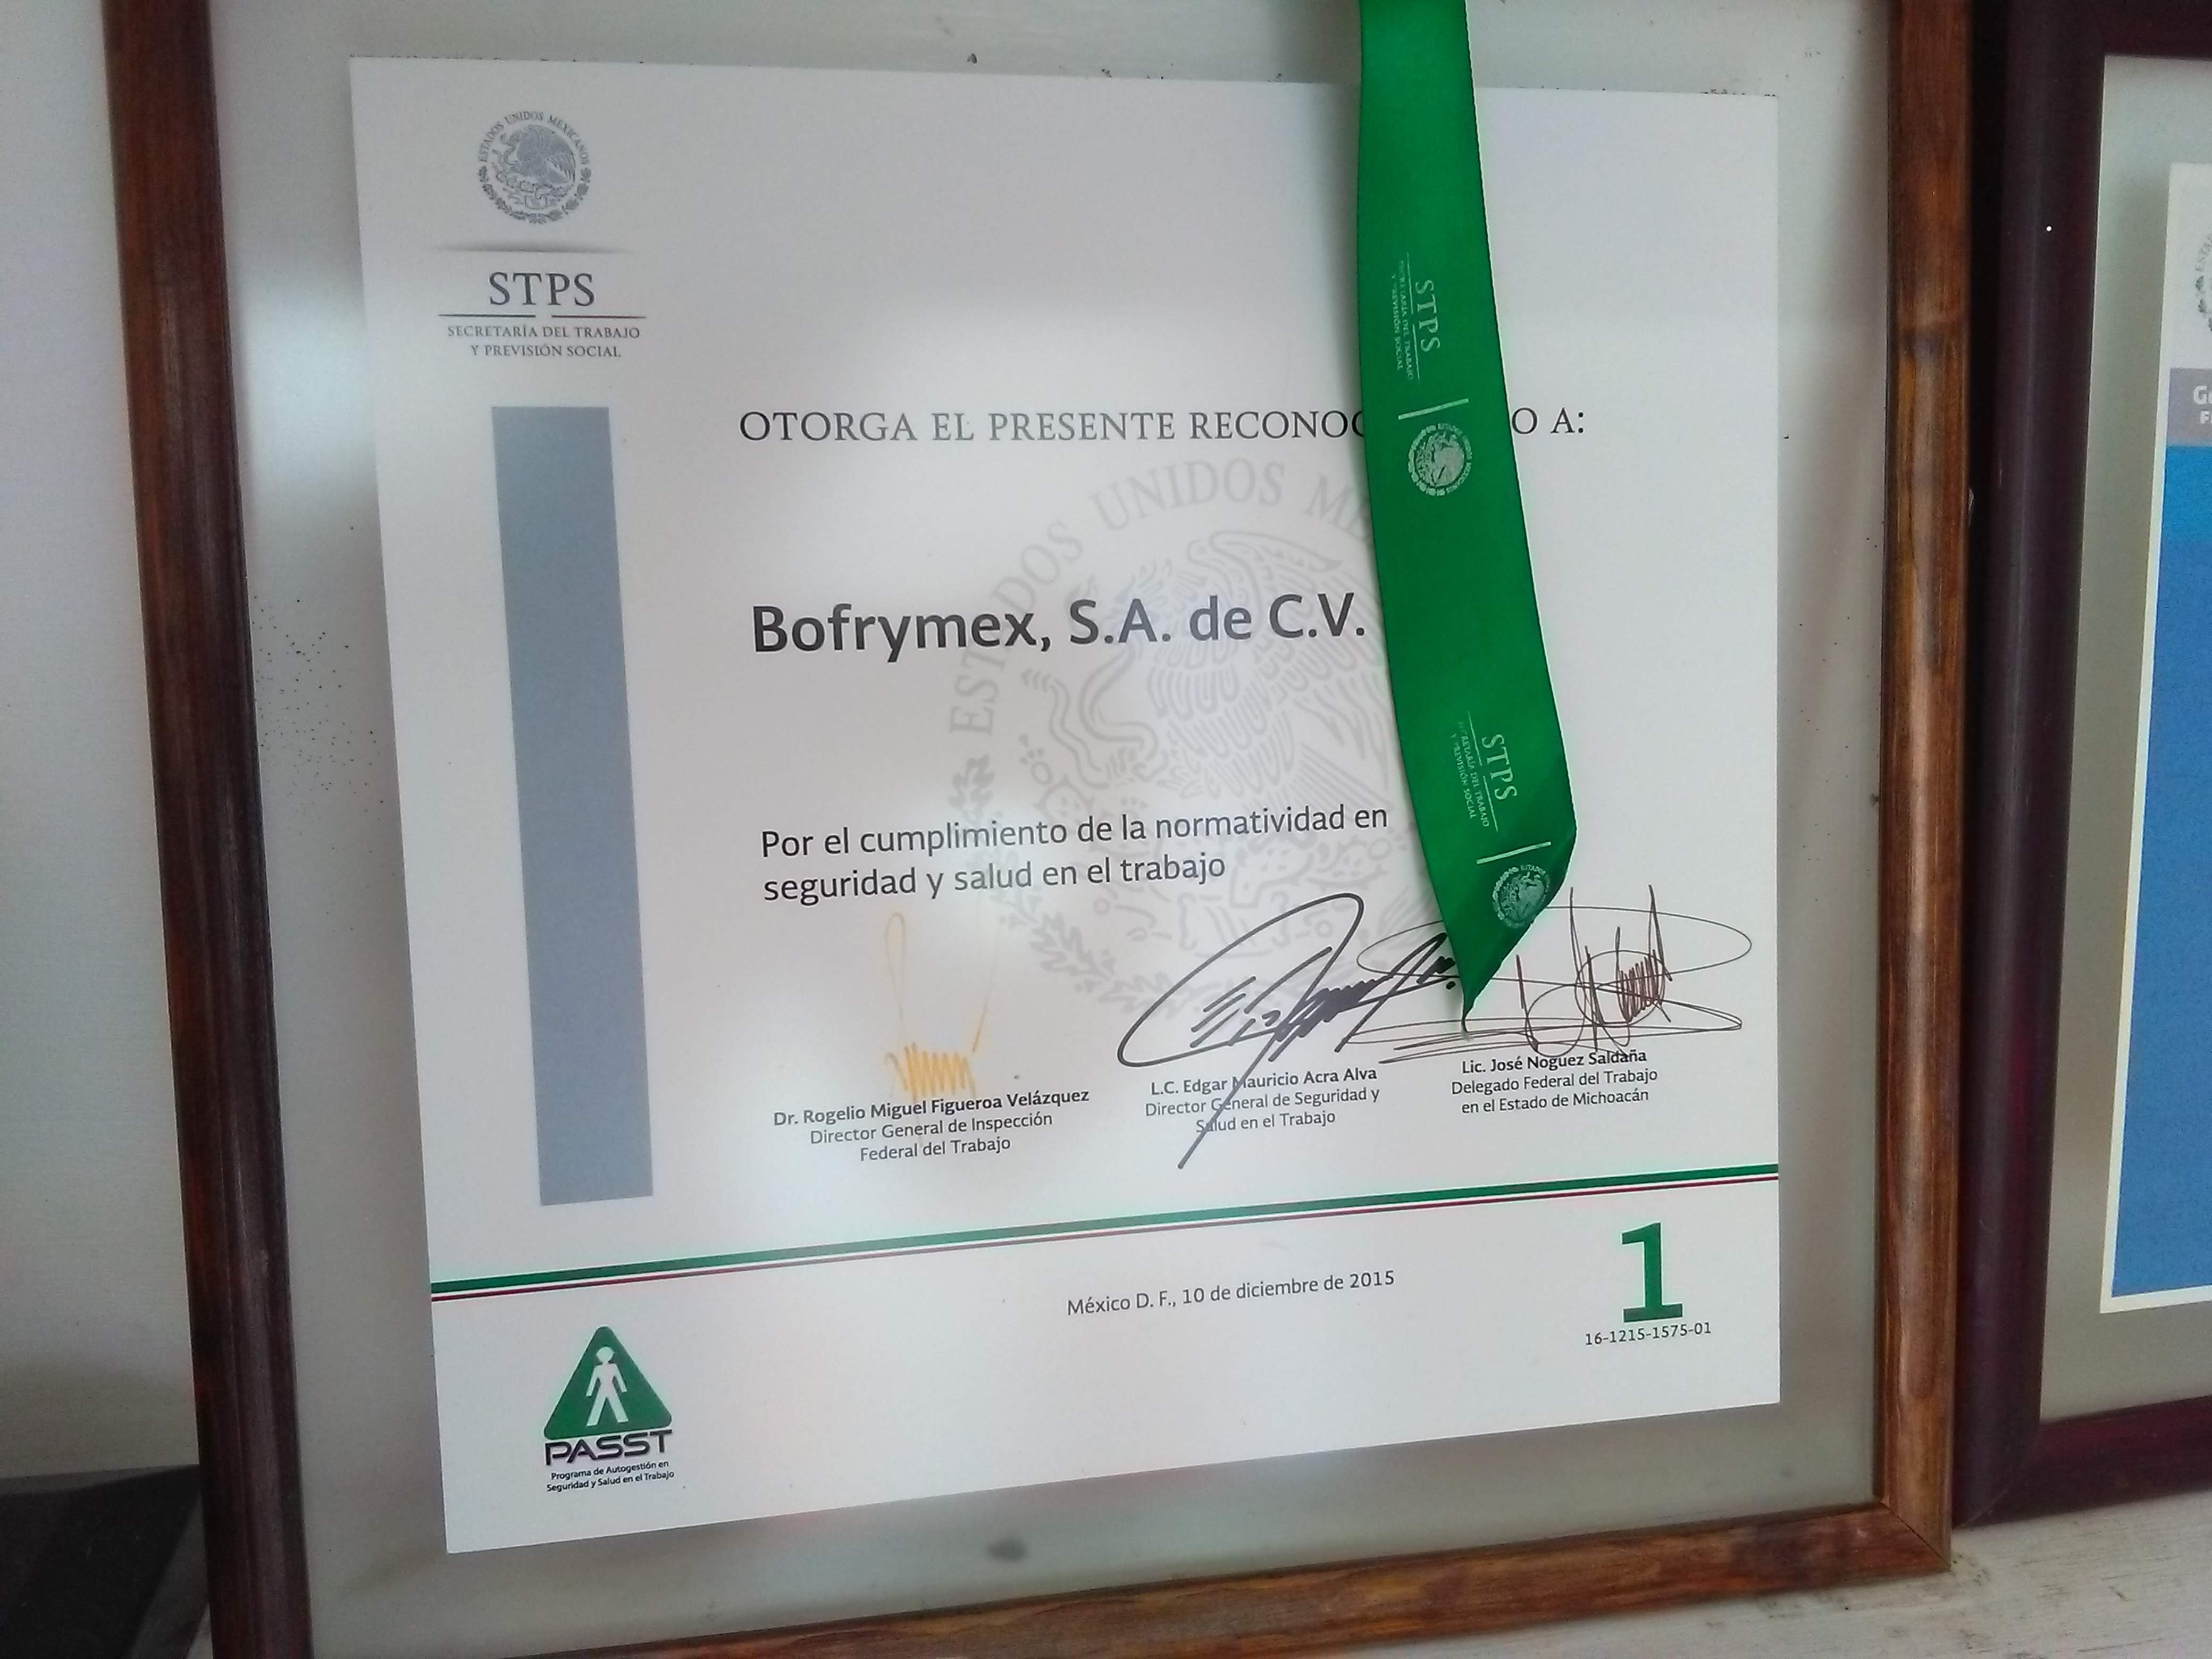 ESTADOS UNIDOS MEXICANOS
STPS
SECRETARÍA DEL TRABAJO
Y PREVISIÓN SOCIAL
OTORGA EL PRESENTE RECONOC O A:
ESTADOS UNIDOS ME
Bofrymex, S.A. de C.V.
Por el cumplimiento de la normatividad en
seguridad y salud en el trabajo
STPS
SECRETARÍA DEL TRABAJO
Y PREVISIÓN SOCIAL
ESTADOS UNIDOS MEXICANOS
STPS
SECRETARÍA DEL TRABAJO
Y PREVISIÓN SOCIAL
ESTADOS
Dr. Rogelio Miguel Figueroa Velázquez
Director General de Inspección
Federal del Trabajo
L.C. Edgar Mauricio Acra Alva
Director General de Seguridad y
Salud en el Trabajo
Lic. José Noguez Saldaña
Delegado Federal del Trabajo
en el Estado de Michoacán
México D. F., 10 de diciembre de 2015
1
16-1215-1575-01
PASST
Programa de Autogestión en
Seguridad y Salud en el Trabajo